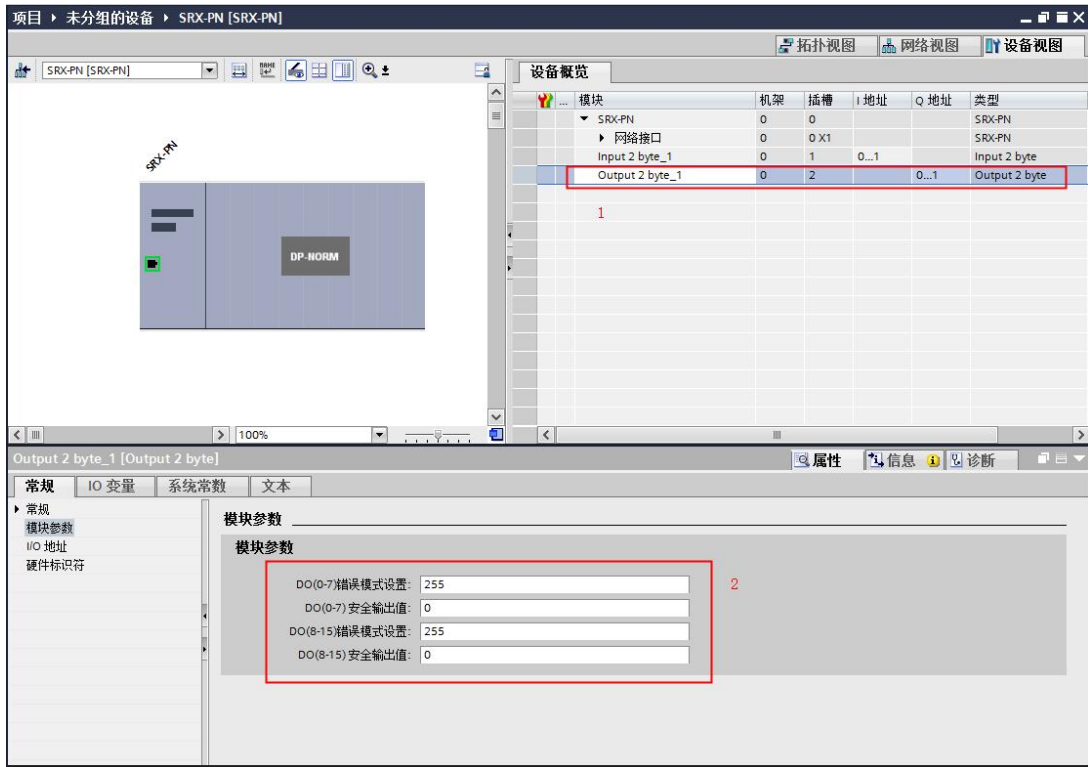 项目 ▸ 未分组的设备 ▸ SRX-PN [SRX-PN]
拓扑视图 网络视图 设备视图
SRX-PN [SRX-PN]
设备概览
... 模块 机架 插槽 I 地址 Q 地址 类型
SRX-PN 0 0 SRX-PN
网络接口 0 0 X1 SRX-PN
Input 2 byte_1 0 1 0...1 Input 2 byte
Output 2 byte_1 0 2 0...1 Output 2 byte
1
SRX-PN
DP-NORM
100%
Output 2 byte_1 [Output 2 byte]
属性 信息 诊断
常规 IO 变量 系统常数 文本
常规
模块参数
I/O 地址
硬件标识符
模块参数
模块参数
DO(0-7)错误模式设置: 255
DO(0-7) 安全输出值: 0
DO(8-15)错误模式设置: 255
DO(8-15) 安全输出值: 0
2